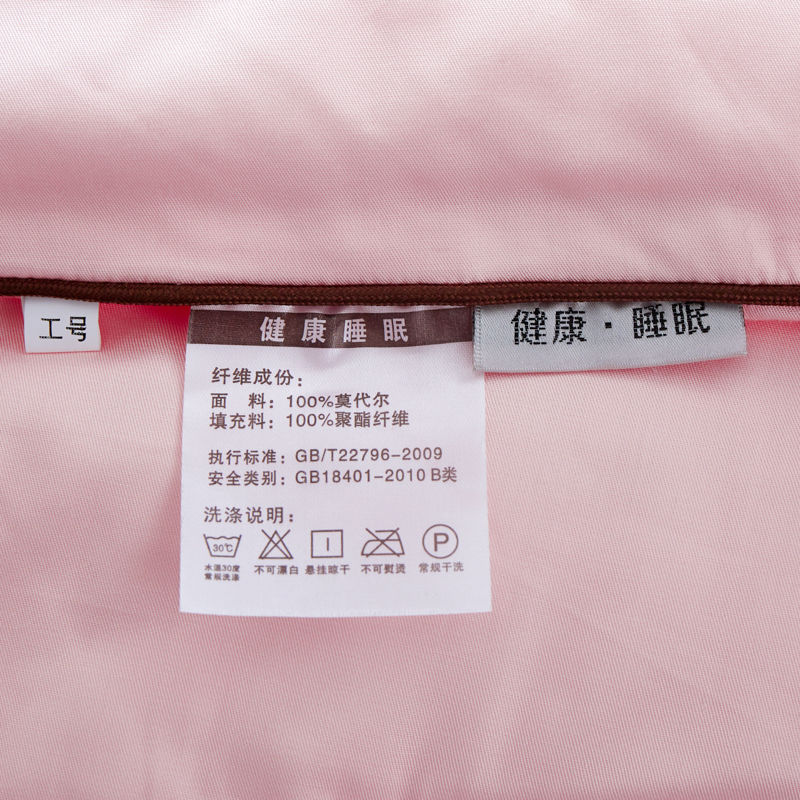 工号
健康睡眠
健康·睡眠
纤维成份：
面 料：100%莫代尔
填充料：100%聚酯纤维
执行标准：GB/T22796-2009
安全类别：GB18401-2010 B类
洗涤说明：
30℃ P
水温30度 常规洗涤
不可漂白 悬挂晾干 不可熨烫 常规干洗